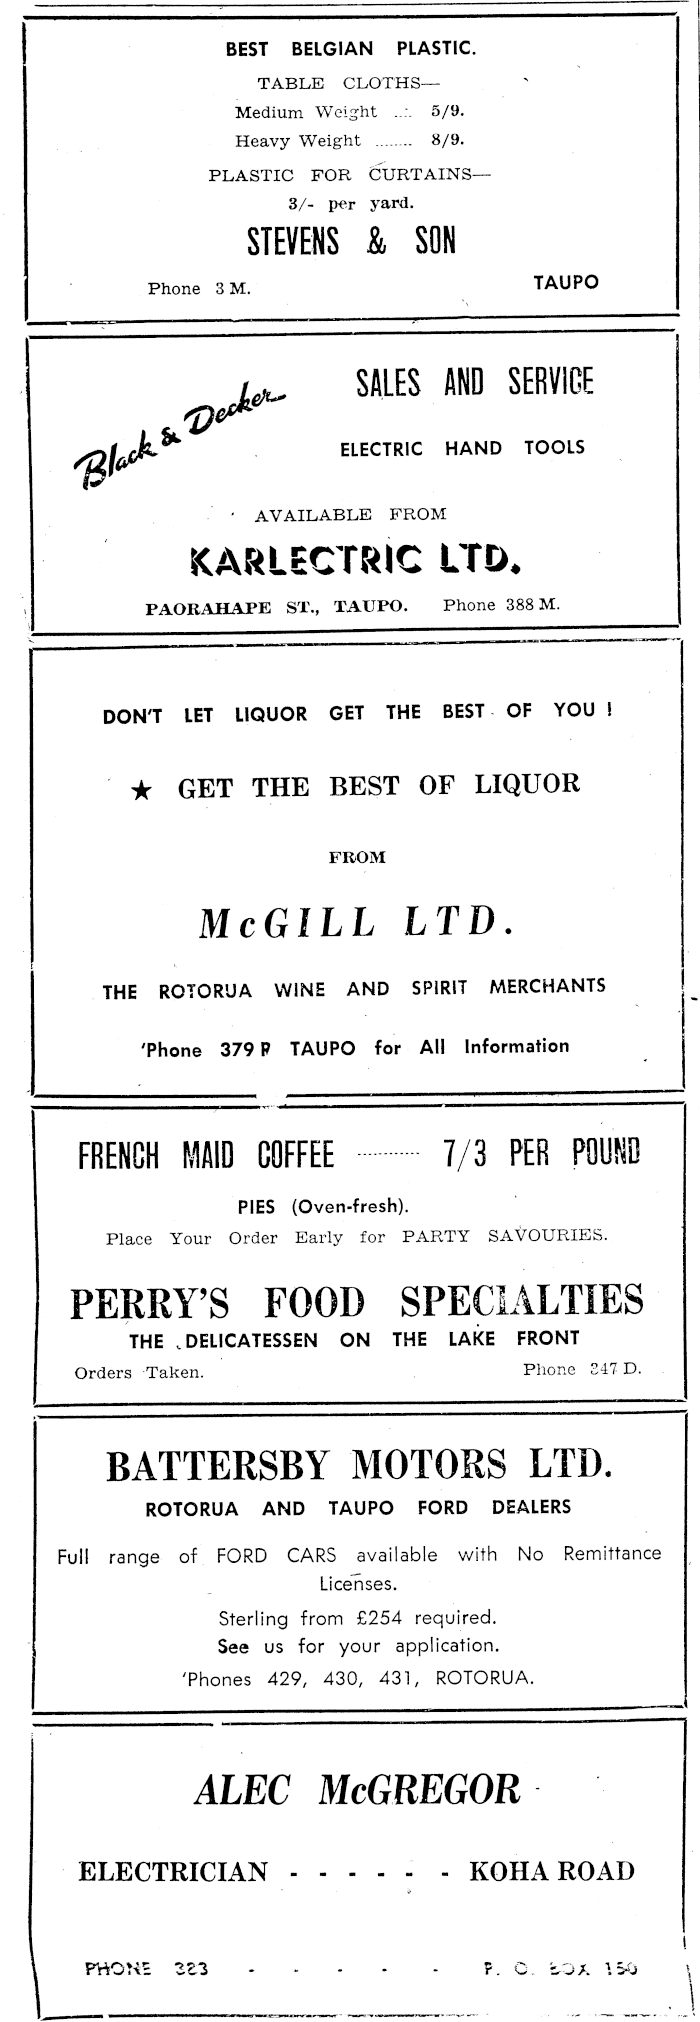 BEST BELGIAN PLASTIC.
TABLE CLOTHS—
Medium Weight ... 5/9.
Heavy Weight ........ 8/9.
PLASTIC FOR CURTAINS—
3/- per yard.
STEVENS & SON
Phone 3 M. TAUPO
Black & Decker
SALES AND SERVICE
ELECTRIC HAND TOOLS
AVAILABLE FROM
KARLECTRIC LTD.
PAORAHAPE ST., TAUPO. Phone 388 M.
DON'T LET LIQUOR GET THE BEST OF YOU !
★ GET THE BEST OF LIQUOR
FROM
McGILL LTD.
THE ROTORUA WINE AND SPIRIT MERCHANTS
'Phone 379 TAUPO for All Information
FRENCH MAID COFFEE ----------- 7/3 PER POUND
PIES (Oven-fresh).
Place Your Order Early for PARTY SAVOURIES.
PERRY'S FOOD SPECIALTIES
THE DELICATESSEN ON THE LAKE FRONT
Orders Taken. Phone 347 D.
BATTERSBY MOTORS LTD.
ROTORUA AND TAUPO FORD DEALERS
Full range of FORD CARS available with No Remittance
Licenses.
Sterling from £254 required.
See us for your application.
'Phones 429, 430, 431, ROTORUA.
ALEC McGREGOR
ELECTRICIAN - - - - - - KOHA ROAD
PHONE - - - - - P. O. BOX 150